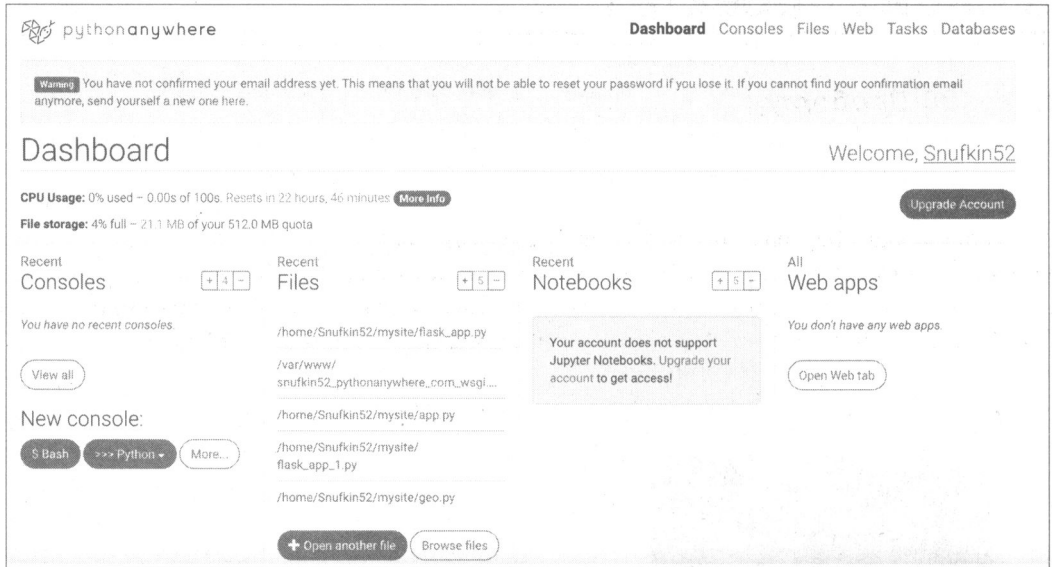 pythonanywhere
Dashboard Consoles Files Web Tasks Databases
Warning You have not confirmed your email address yet. This means that you will not be able to reset your password if you lose it. If you cannot find your confirmation email
anymore, send yourself a new one here.
Dashboard
Welcome, Snufkin52
CPU Usage: 0% used – 0.00s of 100s. Resets in 22 hours, 46 minutes More Info
File storage: 4% full – 21.1 MB of your 512.0 MB quota
Upgrade Account
Recent
Consoles
+ 4 −
You have no recent consoles.
View all
New console:
$ Bash >>> Python More...
Recent
Files
+ 5 −
/home/Snufkin52/mysite/flask_app.py
/var/www/
snufkin52_pythonanywhere_com_wsgi....
/home/Snufkin52/mysite/app.py
/home/Snufkin52/mysite/
flask_app_1.py
/home/Snufkin52/mysite/geo.py
+ Open another file Browse files
Recent
Notebooks
+ 5 −
Your account does not support
Jupyter Notebooks. Upgrade your
account to get access!
All
Web apps
You don't have any web apps.
Open Web tab